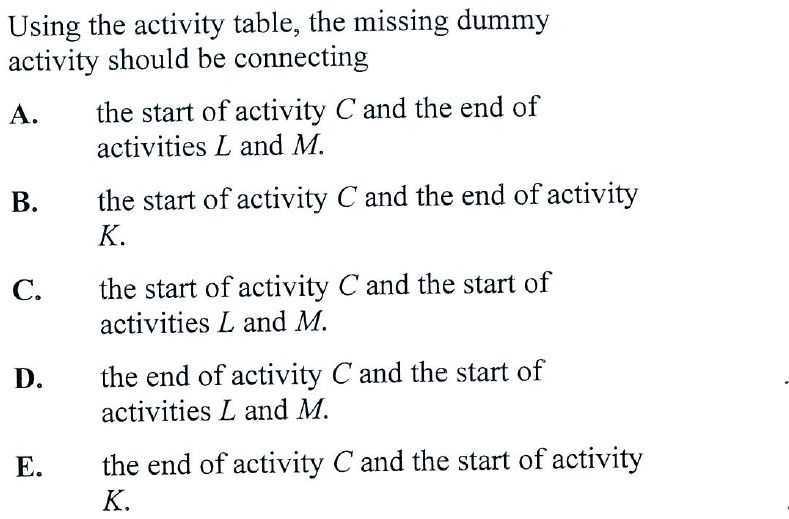 Using the activity table, the missing dummy
activity should be connecting
A. the start of activity C and the end of
activities L and M.
B. the start of activity C and the end of activity
K.
C. the start of activity C and the start of
activities L and M.
D. the end of activity C and the start of
activities L and M.
E. the end of activity C and the start of activity
K.